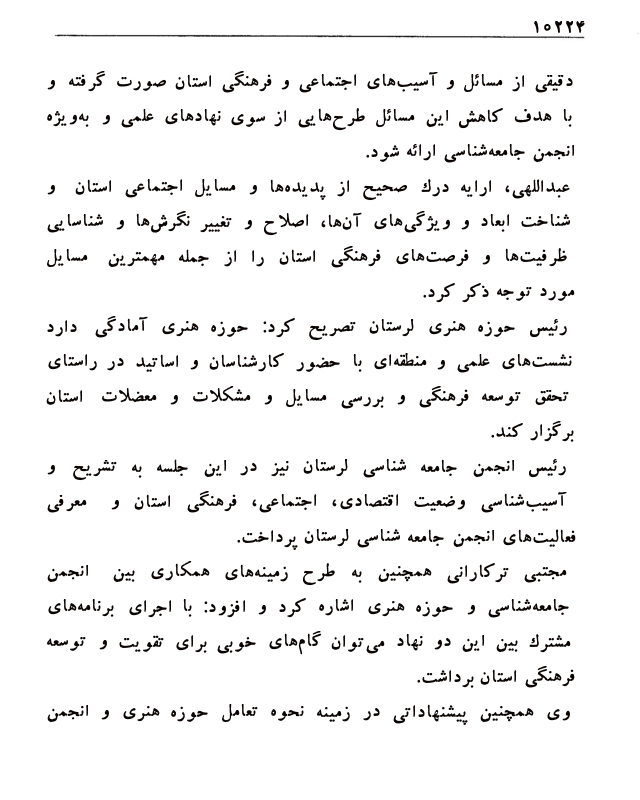 ۱۰۲۲۴
دقیقی از مسائل و آسیب‌های اجتماعی و فرهنگی استان صورت گرفته و
با هدف کاهش این مسائل طرح‌هایی از سوی نهادهای علمی و به‌ویژه
انجمن جامعه‌شناسی ارائه شود.
عبداللهی، ارایه درك صحیح از پدیده‌ها و مسایل اجتماعی استان و
شناخت ابعاد و ویژگی‌های آن‌ها، اصلاح و تغییر نگرش‌ها و شناسایی
ظرفیت‌ها و فرصت‌های فرهنگی استان را از جمله مهمترین مسایل
مورد توجه ذکر کرد.
رئیس حوزه هنری لرستان تصریح کرد: حوزه هنری آمادگی دارد
نشست‌های علمی و منطقه‌ای با حضور کارشناسان و اساتید در راستای
تحقق توسعه فرهنگی و بررسی مسایل و مشکلات و معضلات استان
برگزار کند.
رئیس انجمن جامعه شناسی لرستان نیز در این جلسه به تشریح و
آسیب‌شناسی وضعیت اقتصادی، اجتماعی، فرهنگی استان و معرفی
فعالیت‌های انجمن جامعه شناسی لرستان پرداخت.
مجتبی ترکارانی همچنین به طرح زمینه‌های همکاری بین انجمن
جامعه‌شناسی و حوزه هنری اشاره کرد و افزود: با اجرای برنامه‌های
مشترك بین این دو نهاد می‌توان گام‌های خوبی برای تقویت و توسعه
فرهنگی استان برداشت.
وی همچنین پیشنهاداتی در زمینه نحوه تعامل حوزه هنری و انجمن